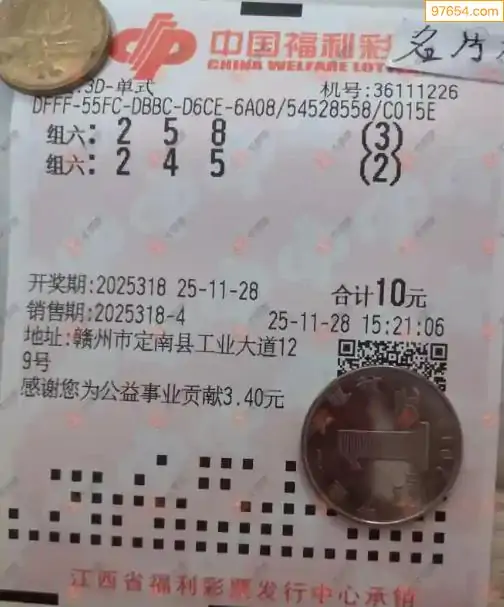 97654.com
中国福利彩
CHINA WELFARE LOT
名片
3D-单式 机号:36111226
DFFF-55FC-DBBC-D6CE-6A08/54528558/C015E
组六: 2 5 8 (3)
组六: 2 4 5 (2)
开奖期:2025318 25-11-28 合计10元
销售期:2025318-4 25-11-28 15:21:06
地址:赣州市定南县工业大道12
9号
感谢您为公益事业贡献3.40元
江西省福利彩票发行中心承销